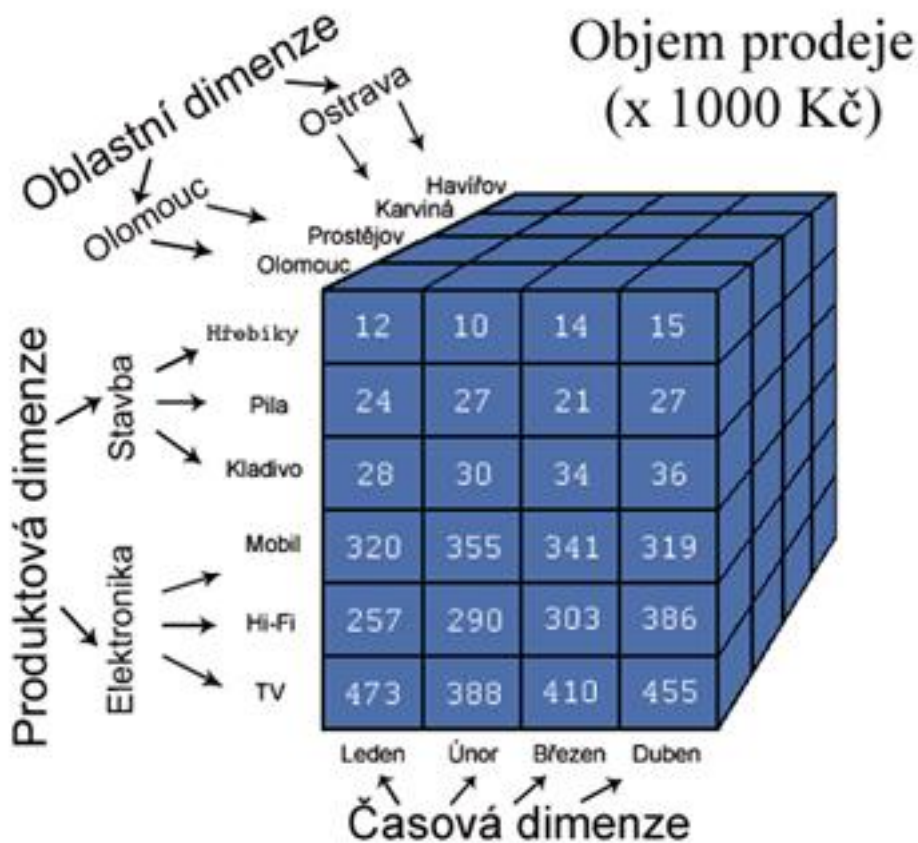 Objem prodeje
(x 1000 Kč)
Oblastní dimenze
Ostrava
Olomouc
Havířov
Karviná
Prostějov
Olomouc
Produktová dimenze
Stavba
Elektronika
Hřebíky 12 10 14 15
Pila 24 27 21 27
Kladivo 28 30 34 36
Mobil 320 355 341 319
Hi-Fi 257 290 303 386
TV 473 388 410 455
Leden Únor Březen Duben
Časová dimenze